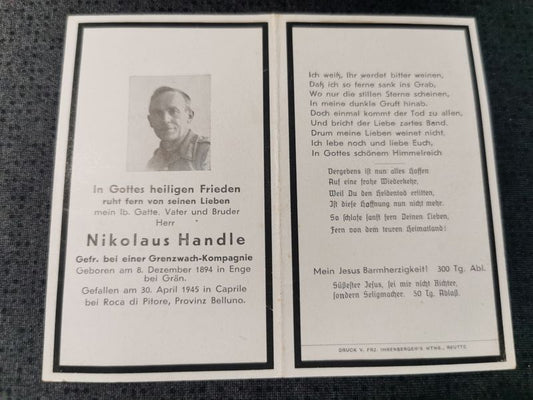 In Gottes heiligen Frieden
ruht fern von seinen Lieben
mein lb. Gatte, Vater und Bruder
Herr
Nikolaus Handle
Gefr. bei einer Grenzwach-Kompagnie
Geboren am 8. Dezember 1894 in Enge
bei Grän.
Gefallen am 30. April 1945 in Caprile
bei Roca di Pitore, Provinz Belluno.
Ich weiß, Ihr werdet bitter weinen,
Daß ich so ferne sank ins Grab,
Wo nur die stillen Sterne scheinen,
In meine dunkle Gruft hinab.
Doch einmal kommt der Tod zu allen,
Und bricht der Liebe zartes Band.
Drum meine Lieben weinet nicht,
Ich lebe noch und liebe Euch,
In Gottes schönem Himmelreich
Vergebens ist nun alles Hoffen
Auf eine frohe Wiederkehr,
Weil Du den Heldentod erlitten,
Ist diese Hoffnung nun nicht mehr.
So schlafe sanft fern Deinen Lieben,
Fern von dem teuren Heimatland!
Mein Jesus Barmherzigkeit! 300 Tg. Abl.
Süßester Jesus, sei mir nicht Richter,
sondern Seligmacher. 50 Tg. Ablaß.
DRUCK V. FRZ. IHRENBERGER'S WTWG., REUTTE